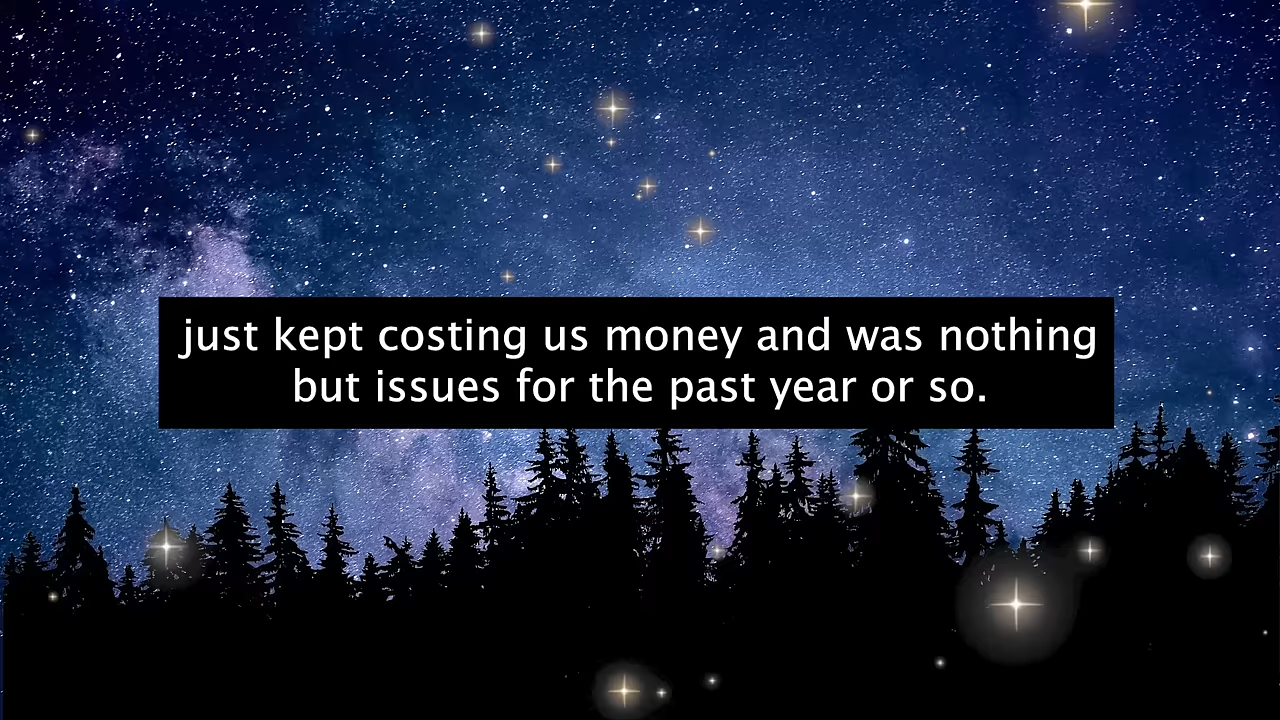 just kept costing us money and was nothing
but issues for the past year or so.